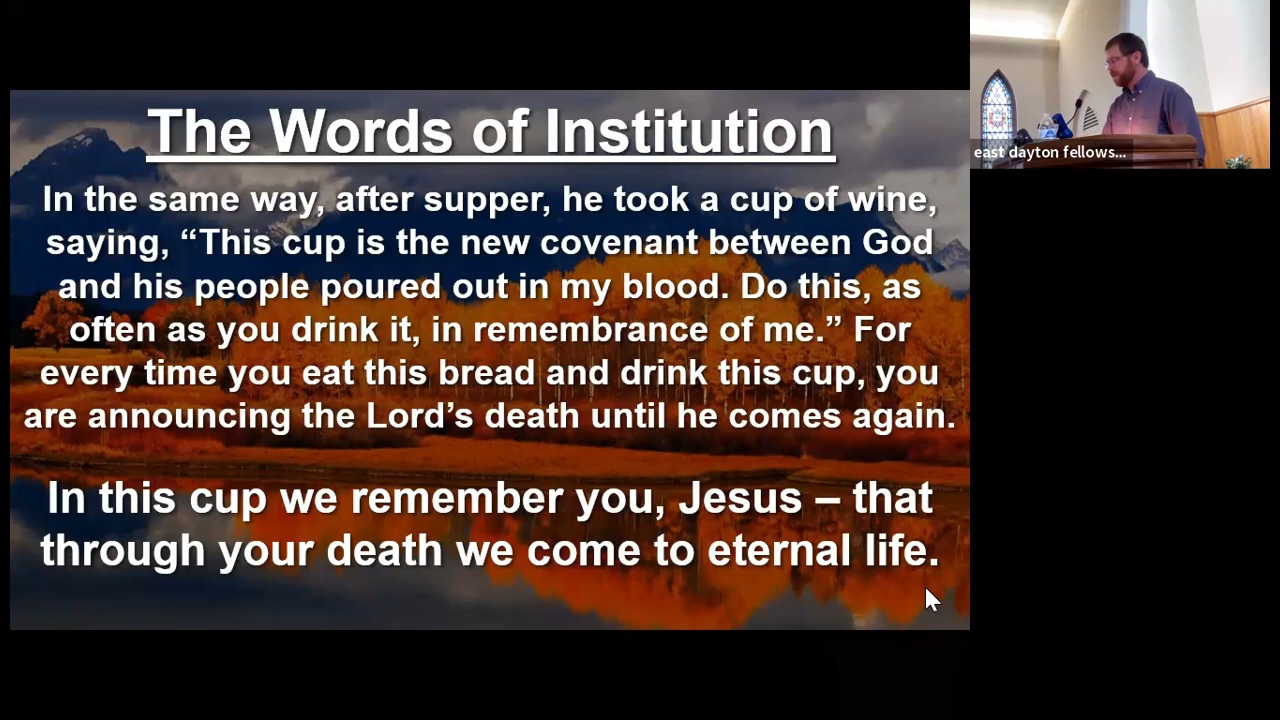 The Words of Institution
In the same way, after supper, he took a cup of wine,
saying, “This cup is the new covenant between God
and his people poured out in my blood. Do this, as
often as you drink it, in remembrance of me.” For
every time you eat this bread and drink this cup, you
are announcing the Lord’s death until he comes again.
In this cup we remember you, Jesus – that
through your death we come to eternal life.
east dayton fellows...